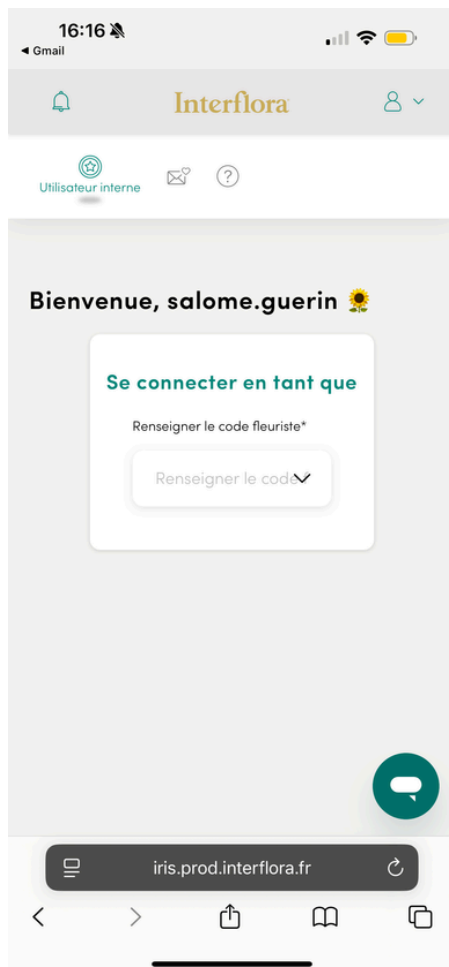 16:16
◀ Gmail
Interflora
Utilisateur interne
Bienvenue, salome.guerin 🌻
Se connecter en tant que
Renseigner le code fleuriste*
Renseigner le code
iris.prod.interflora.fr